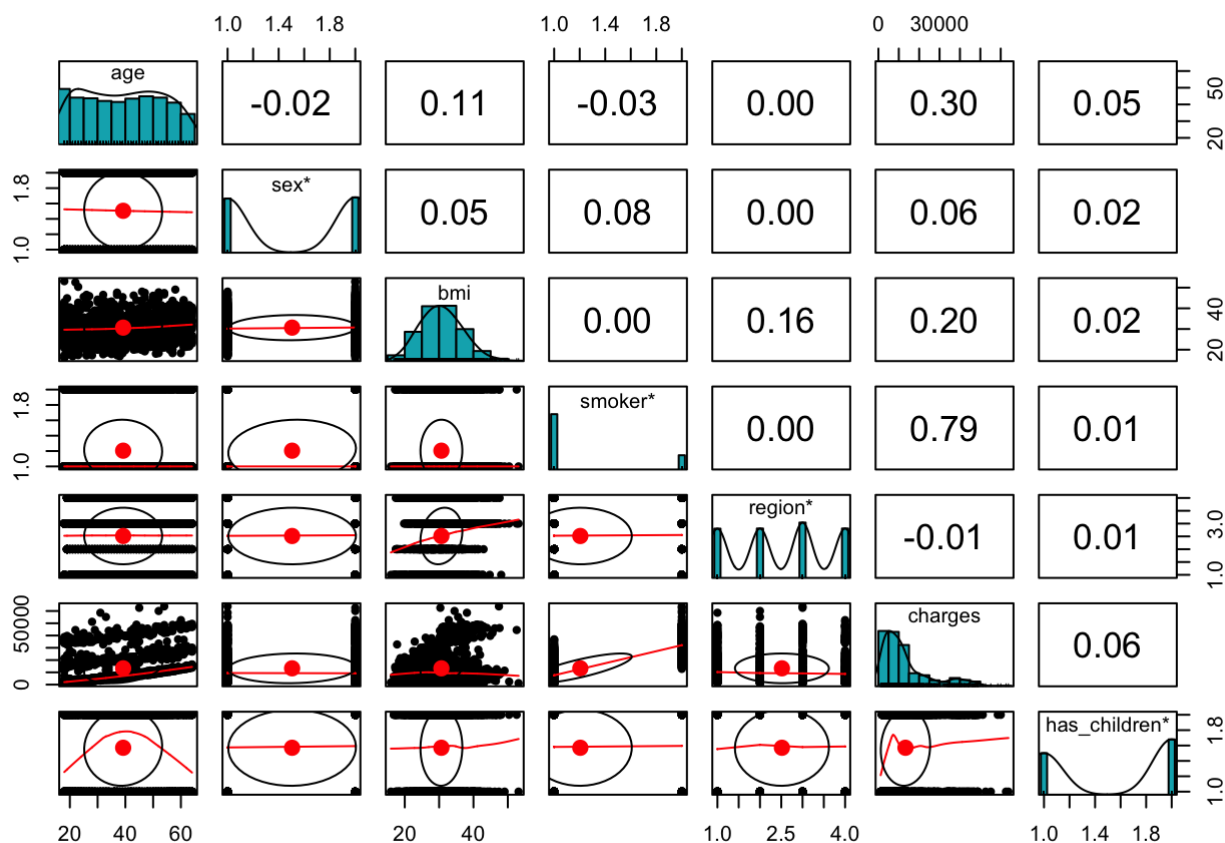 1.0 1.4 1.8 1.0 1.4 1.8 0 30000
age -0.02 0.11 -0.03 0.00 0.30 0.05 20 50
1.0 1.8 sex* 0.05 0.08 0.00 0.06 0.02
bmi 0.00 0.16 0.20 0.02 20 40
1.0 1.8 smoker* 0.00 0.79 0.01
region* -0.01 0.01 1.0 3.0
0 50000 charges 0.06
has_children* 1.0 1.8
20 40 60 20 40 1.0 2.5 4.0 1.0 1.4 1.8